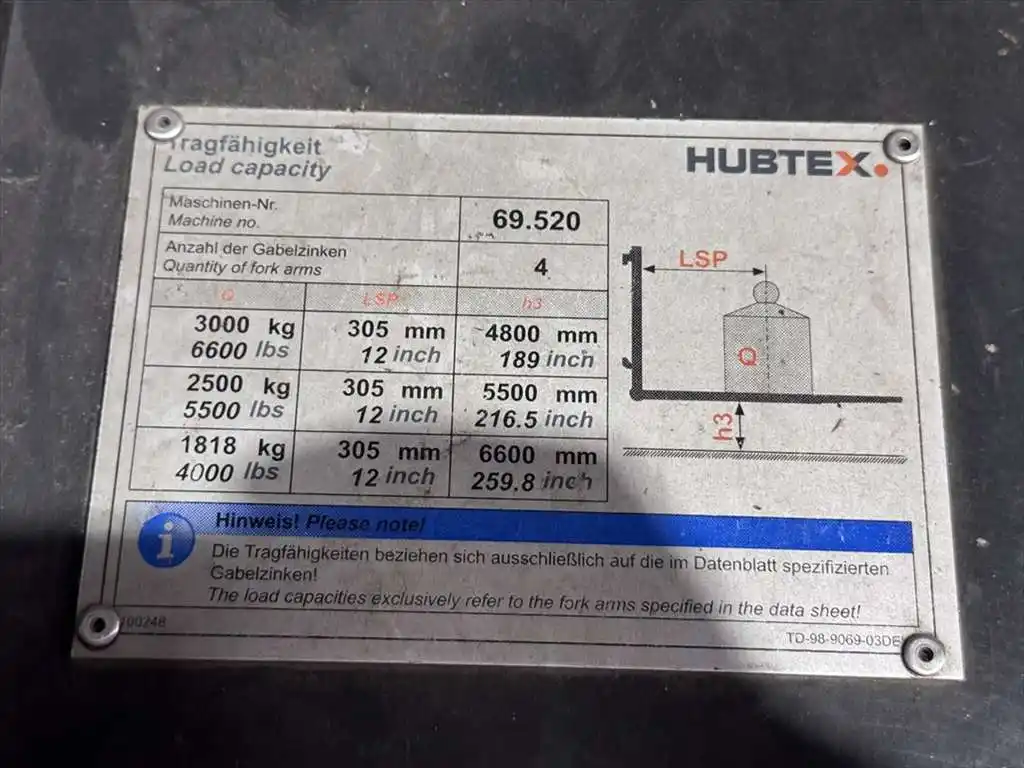 Tragfähigkeit
Load capacity
HUBTEX.
Maschinen-Nr.
Machine no.
69.520
Anzahl der Gabelzinken
Quantity of fork arms
4
Q LSP h3
3000 kg 305 mm 4800 mm
6600 lbs 12 inch 189 inch
2500 kg 305 mm 5500 mm
5500 lbs 12 inch 216.5 inch
1818 kg 305 mm 6600 mm
4000 lbs 12 inch 259.8 inch
LSP
Q
h3
i
Hinweis! Please note!
Die Tragfähigkeiten beziehen sich ausschließlich auf die im Datenblatt spezifizierten
Gabelzinken!
The load capacities exclusively refer to the fork arms specified in the data sheet!
100248